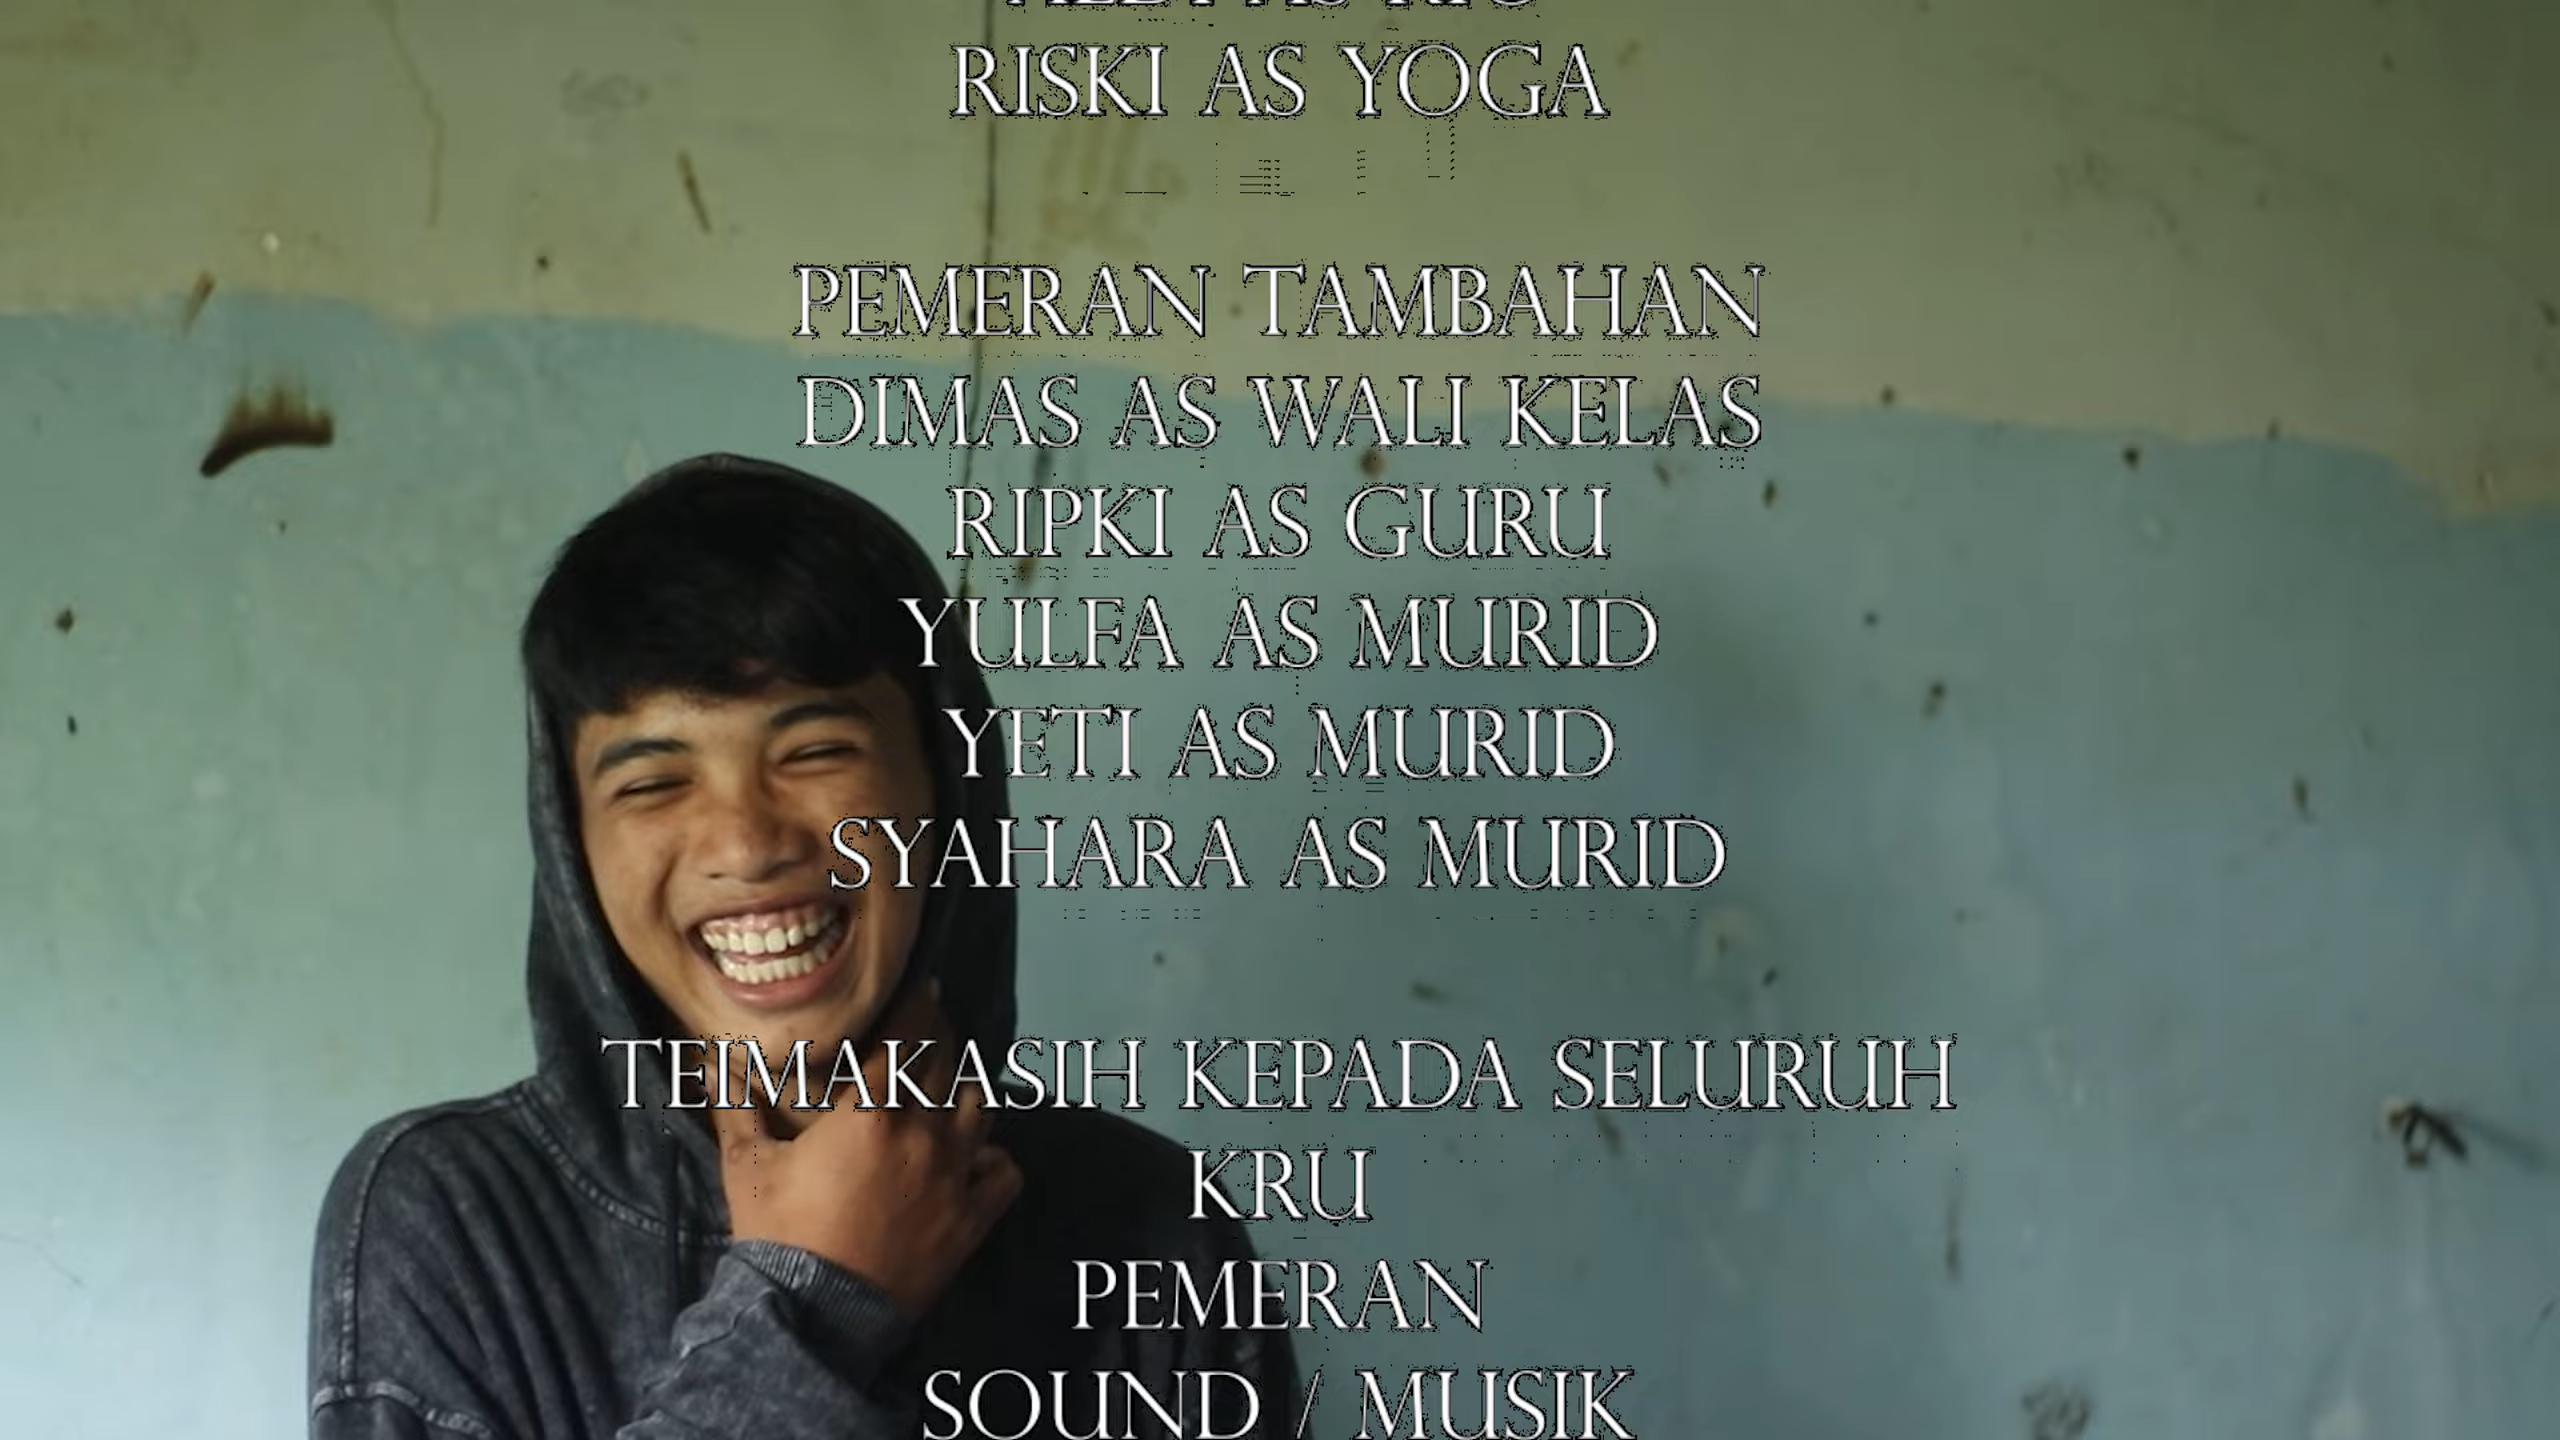 RISKI AS YOGA
PEMERAN TAMBAHAN
DIMAS AS WALI KELAS
RIPKI AS GURU
YULFA AS MURID
YETI AS MURID
SYAHARA AS MURID
TEIMAKASIH KEPADA SELURUH
KRU
PEMERAN
SOUND / MUSIK